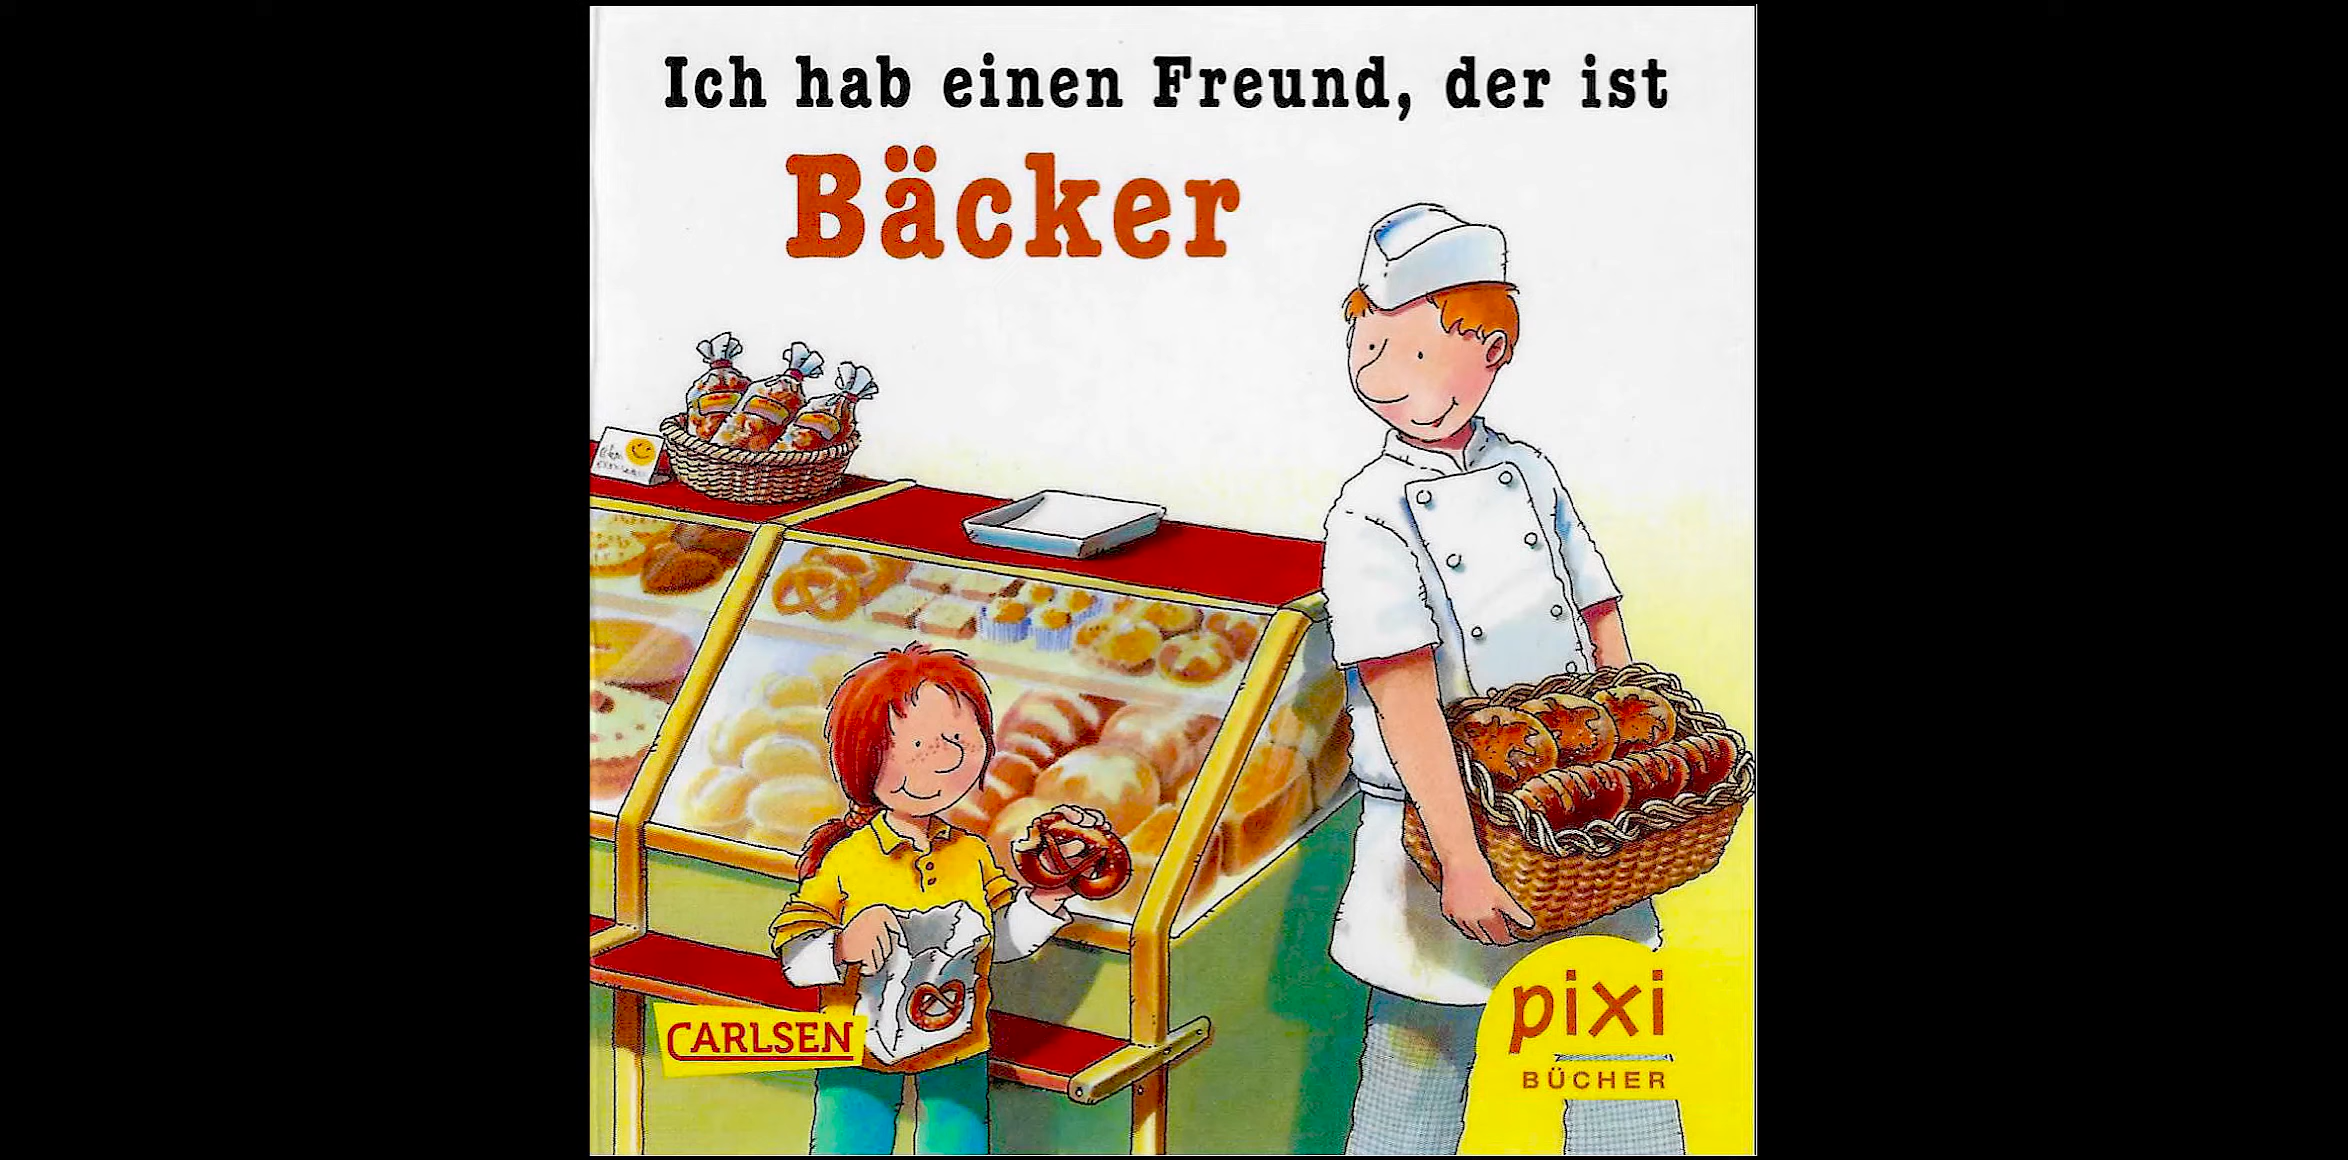 Ich hab einen Freund, der ist
Bäcker
CARLSEN
pixi
BÜCHER